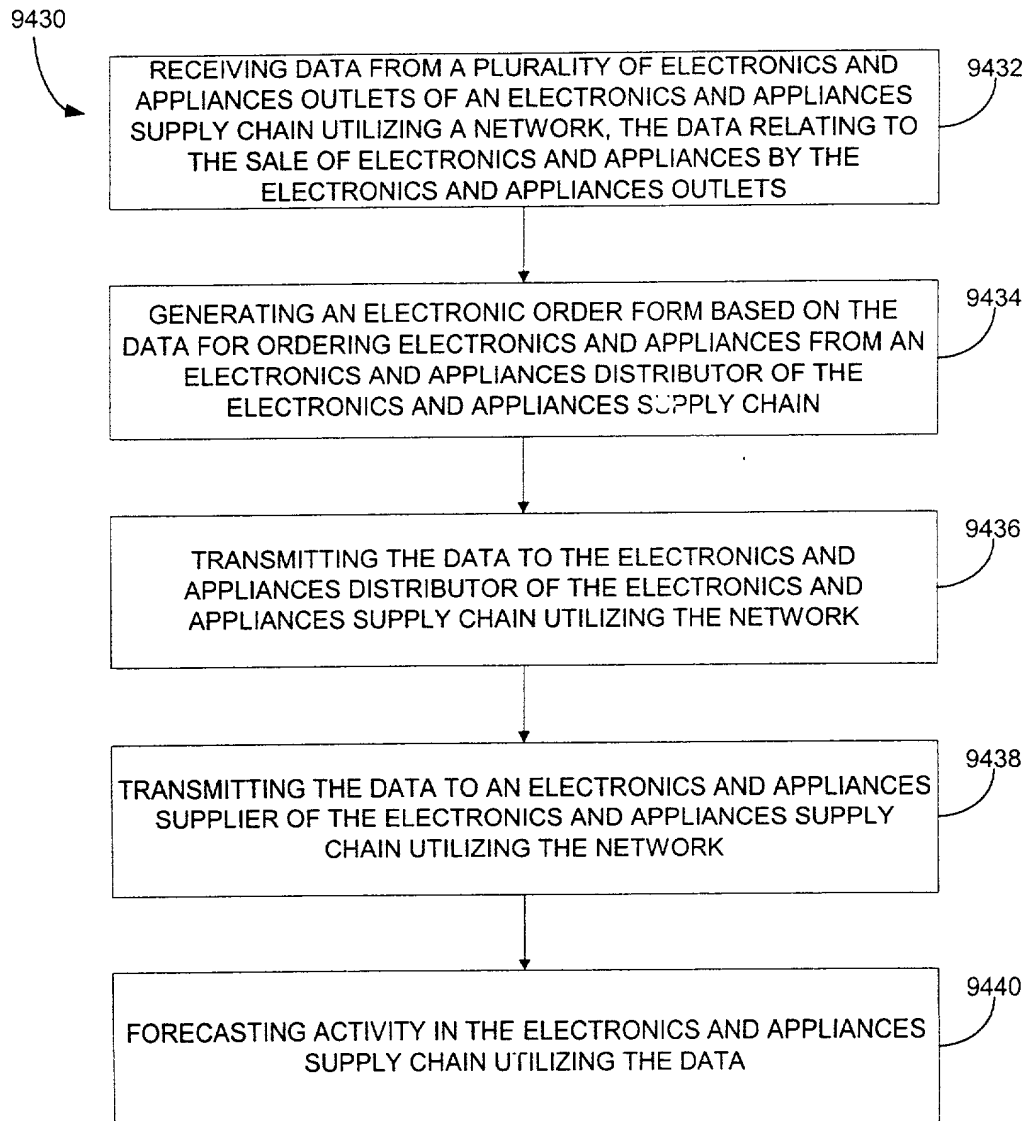 9430
RECEIVING DATA FROM A PLURALITY OF ELECTRONICS AND
APPLIANCES OUTLETS OF AN ELECTRONICS AND APPLIANCES
SUPPLY CHAIN UTILIZING A NETWORK, THE DATA RELATING TO
THE SALE OF ELECTRONICS AND APPLIANCES BY THE
ELECTRONICS AND APPLIANCES OUTLETS
9432
GENERATING AN ELECTRONIC ORDER FORM BASED ON THE
DATA FOR ORDERING ELECTRONICS AND APPLIANCES FROM AN
ELECTRONICS AND APPLIANCES DISTRIBUTOR OF THE
ELECTRONICS AND APPLIANCES SUPPLY CHAIN
9434
TRANSMITTING THE DATA TO THE ELECTRONICS AND
APPLIANCES DISTRIBUTOR OF THE ELECTRONICS AND
APPLIANCES SUPPLY CHAIN UTILIZING THE NETWORK
9436
TRANSMITTING THE DATA TO AN ELECTRONICS AND APPLIANCES
SUPPLIER OF THE ELECTRONICS AND APPLIANCES SUPPLY
CHAIN UTILIZING THE NETWORK
9438
FORECASTING ACTIVITY IN THE ELECTRONICS AND APPLIANCES
SUPPLY CHAIN UTILIZING THE DATA
9440